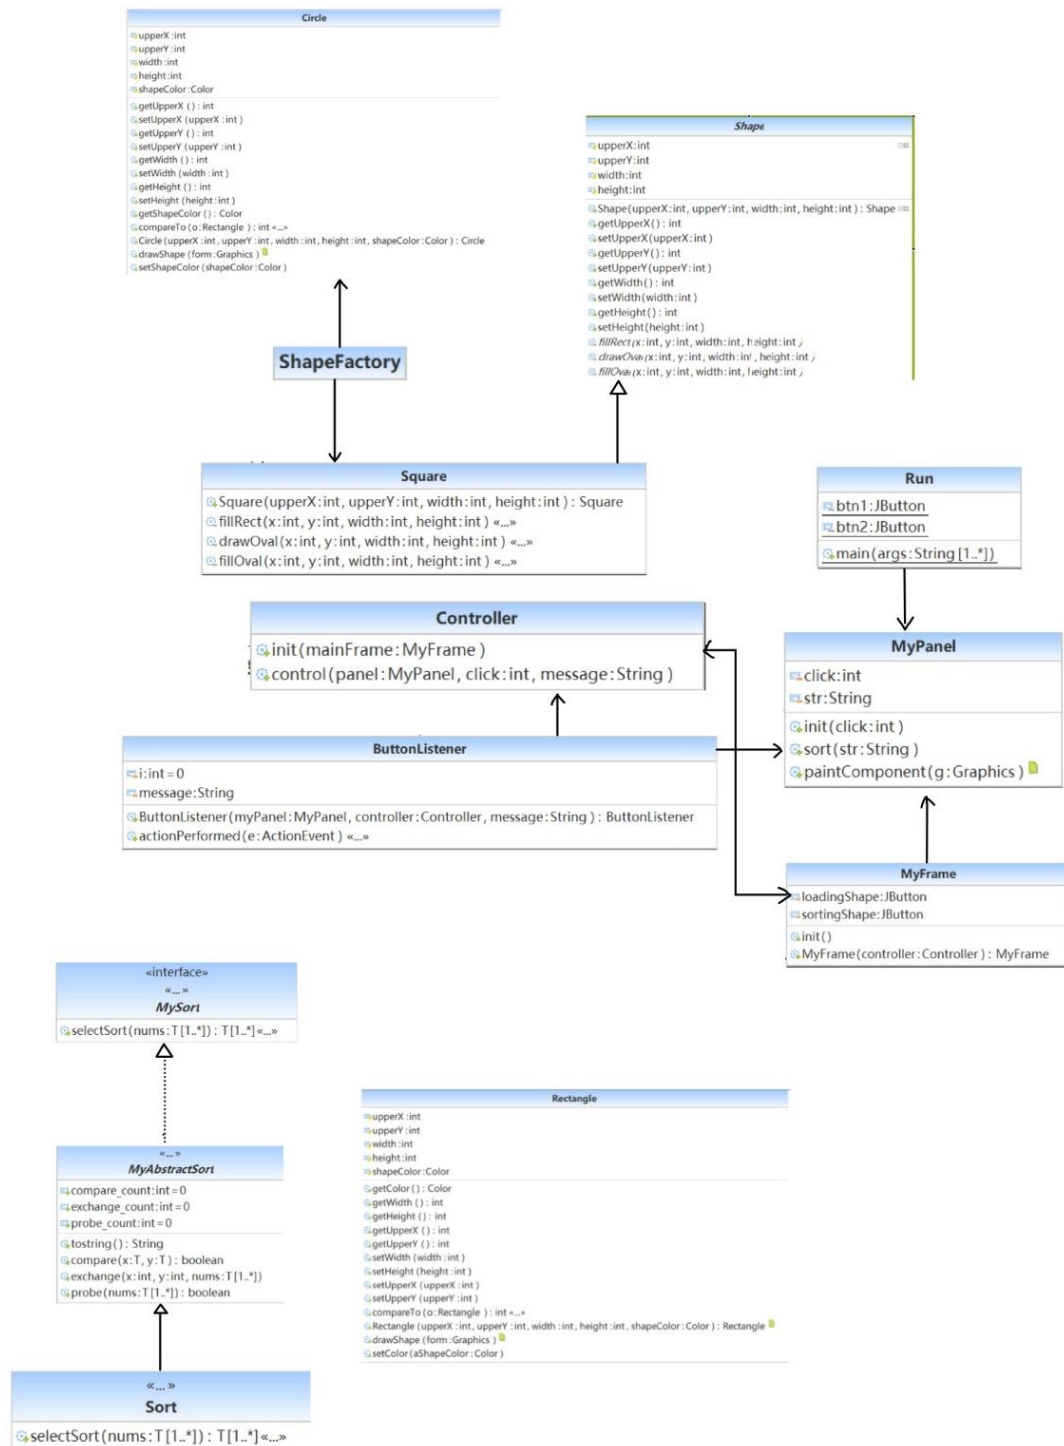 Circle
upperX:int
upperY:int
width:int
height:int
shapeColor:Color
getUpperX () : int
setUpperX (upperX:int)
getUpperY () : int
setUpperY (upperY:int)
getWidth () : int
setWidth (width:int)
getHeight () : int
setHeight (height:int)
getShapeColor () : Color
compareTo (o:Rectangle) : int «...»
Circle (upperX:int, upperY:int, width:int, height:int, shapeColor:Color) : Circle
drawShape (form:Graphics)
setShapeColor (shapeColor:Color)
Shape
upperX:int
upperY:int
width:int
height:int
Shape(upperX:int, upperY:int, width:int, height:int) : Shape
getUpperX() : int
setUpperX(upperX:int)
getUpperY() : int
setUpperY(upperY:int)
getWidth() : int
setWidth(width:int)
getHeight() : int
setHeight(height:int)
fillRect(x:int, y:int, width:int, height:int)
drawOval(x:int, y:int, width:int, height:int)
fillOval(x:int, y:int, width:int, height:int)
ShapeFactory
Square
Square(upperX:int, upperY:int, width:int, height:int) : Square
fillRect(x:int, y:int, width:int, height:int) «...»
drawOval(x:int, y:int, width:int, height:int) «...»
fillOval(x:int, y:int, width:int, height:int) «...»
Run
btn1:JButton
btn2:JButton
main(args:String[1..*])
Controller
init(mainFrame:MyFrame)
control(panel:MyPanel, click:int, message:String)
MyPanel
click:int
str:String
init(click:int)
sort(str:String)
paintComponent(g:Graphics)
ButtonListener
i:int = 0
message:String
ButtonListener(myPanel:MyPanel, controller:Controller, message:String) : ButtonListener
actionPerformed(e:ActionEvent) «...»
MyFrame
loadingShape:JButton
sortingShape:JButton
init()
MyFrame(controller:Controller) : MyFrame
«interface»
«...»
MySort
selectSort(nums:T[1..*]) : T[1..*] «...»
«...»
MyAbstractSort
compare_count:int = 0
exchange_count:int = 0
probe_count:int = 0
tostring() : String
compare(x:T, y:T) : boolean
exchange(x:int, y:int, nums:T[1..*])
probe(nums:T[1..*]) : boolean
«...»
Sort
selectSort(nums:T[1..*]) : T[1..*] «...»
Rectangle
upperX:int
upperY:int
width:int
height:int
shapeColor:Color
getColor () : Color
getWidth () : int
getHeight () : int
getUpperX () : int
getUpperY () : int
setWidth (width:int)
setHeight (height:int)
setUpperX (upperX:int)
setUpperY (upperY:int)
compareTo (o:Rectangle) : int «...»
Rectangle (upperX:int, upperY:int, width:int, height:int, shapeColor:Color) : Rectangle
drawShape (form:Graphics)
setColor (aShapeColor:Color)